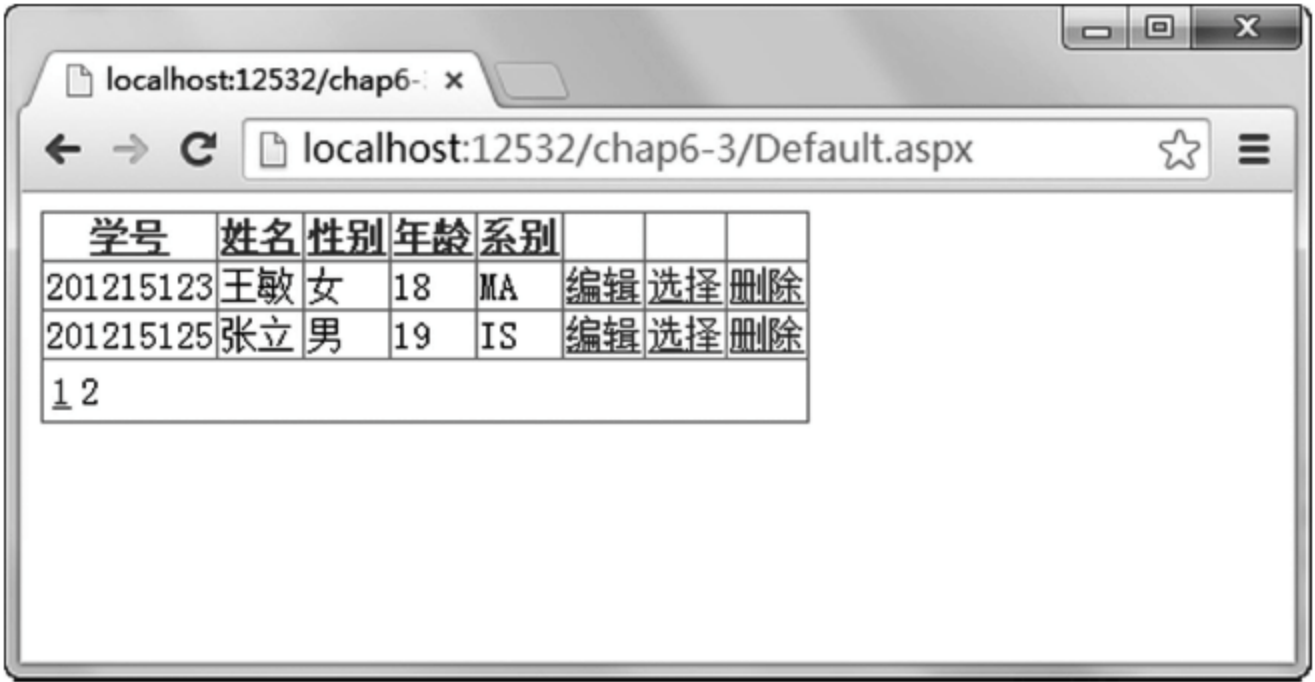 localhost:12532/chap6-
localhost:12532/chap6-3/Default.aspx
学号 姓名 性别 年龄 系别
201215123 王敏 女 18 MA 编辑 选择 删除
201215125 张立 男 19 IS 编辑 选择 删除
1 2